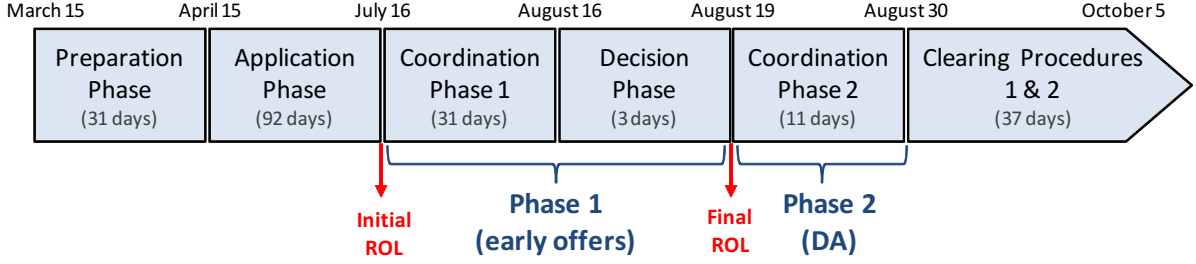 March 15
April 15
July 16
August 16
August 19
August 30
October 5
Preparation
Phase
(31 days)
Application
Phase
(92 days)
Coordination
Phase 1
(31 days)
Decision
Phase
(3 days)
Coordination
Phase 2
(11 days)
Clearing Procedures
1 & 2
(37 days)
Initial
ROL
Phase 1
(early offers)
Final
ROL
Phase 2
(DA)